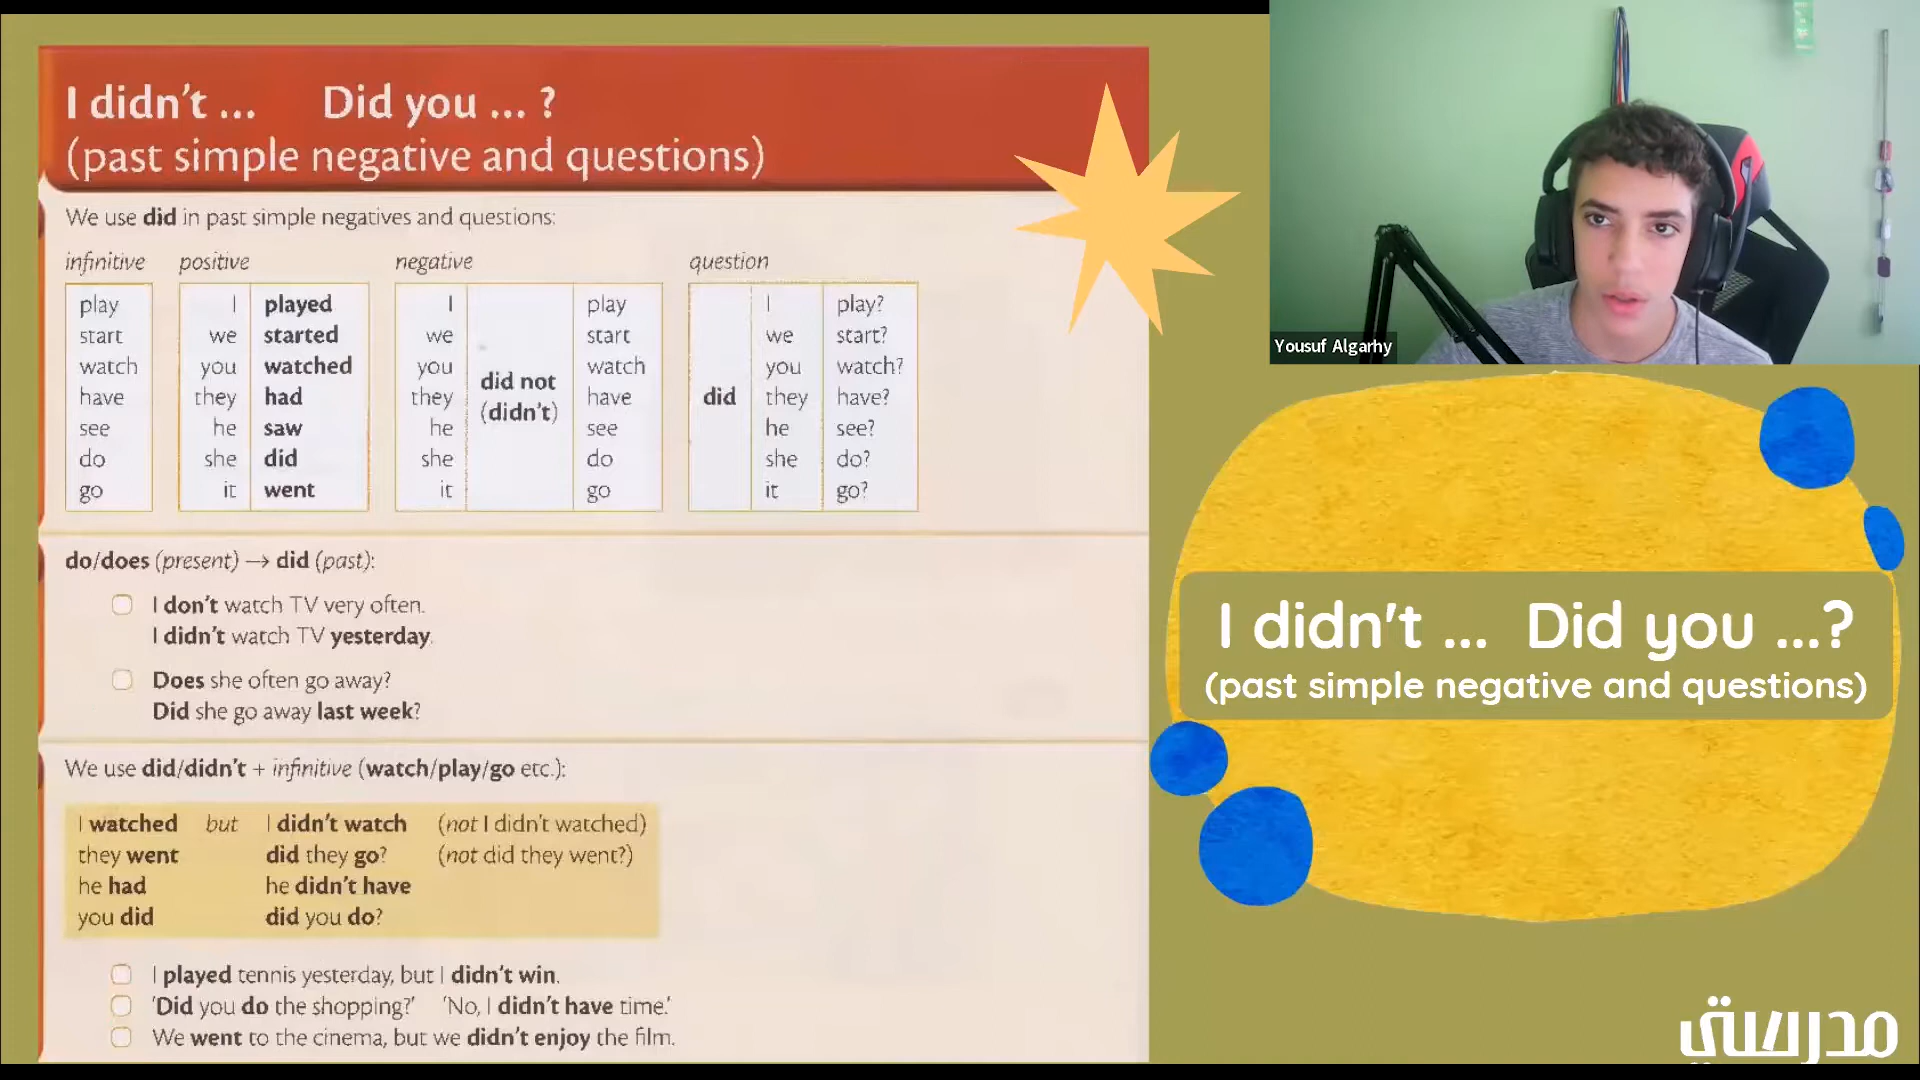 I didn't ... Did you ... ?
(past simple negative and questions)
We use did in past simple negatives and questions:
infinitive positive negative question
play I played I play I play?
start we started we start we start?
watch you watched you watch you watch?
did not
have they had they have did they have?
(didn't)
see he saw he see he see?
do she did she do she do?
go it went it go it go?
do/does (present) → did (past):
I don't watch TV very often.
I didn't watch TV yesterday.
Does she often go away?
Did she go away last week?
We use did/didn't + infinitive (watch/play/go etc.):
I watched but I didn't watch (not I didn't watched)
they went did they go? (not did they went?)
he had he didn't have
you did did you do?
I played tennis yesterday, but I didn't win.
'Did you do the shopping?' 'No, I didn't have time.'
We went to the cinema, but we didn't enjoy the film.
Yousuf Algarhy
I didn't ... Did you ...?
(past simple negative and questions)
مدرستي